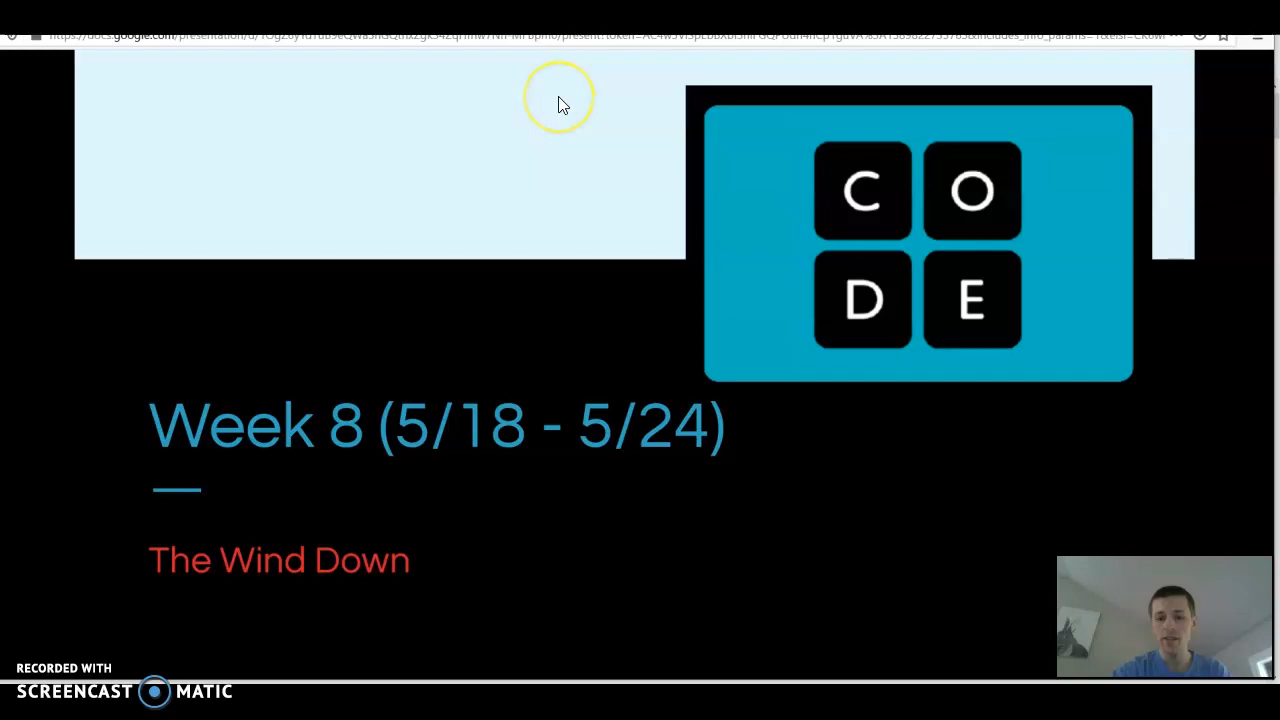 C O
D E
Week 8 (5/18 - 5/24)
The Wind Down
RECORDED WITH
SCREENCAST MATIC